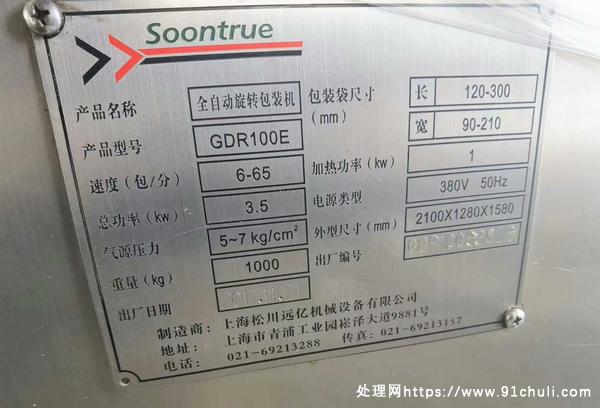 Soontrue
产品名称 全自动旋转包装机 包装袋尺寸(mm) 长 120-300
产品型号 GDR100E 宽 90-210
速度(包/分) 6-65 加热功率(kw) 1
总功率(kw) 3.5 电源类型 380V 50Hz
气源压力 5~7kg/cm² 外型尺寸(mm) 2100X1280X1580
重量(kg) 1000 出厂编号
出厂日期
制造商: 上海松川远亿机械设备有限公司
地址: 上海市青浦工业园崧泽大道9881号
电话: 021-69213288 传真: 021-69213157
处理网https://www.91chuli.com/